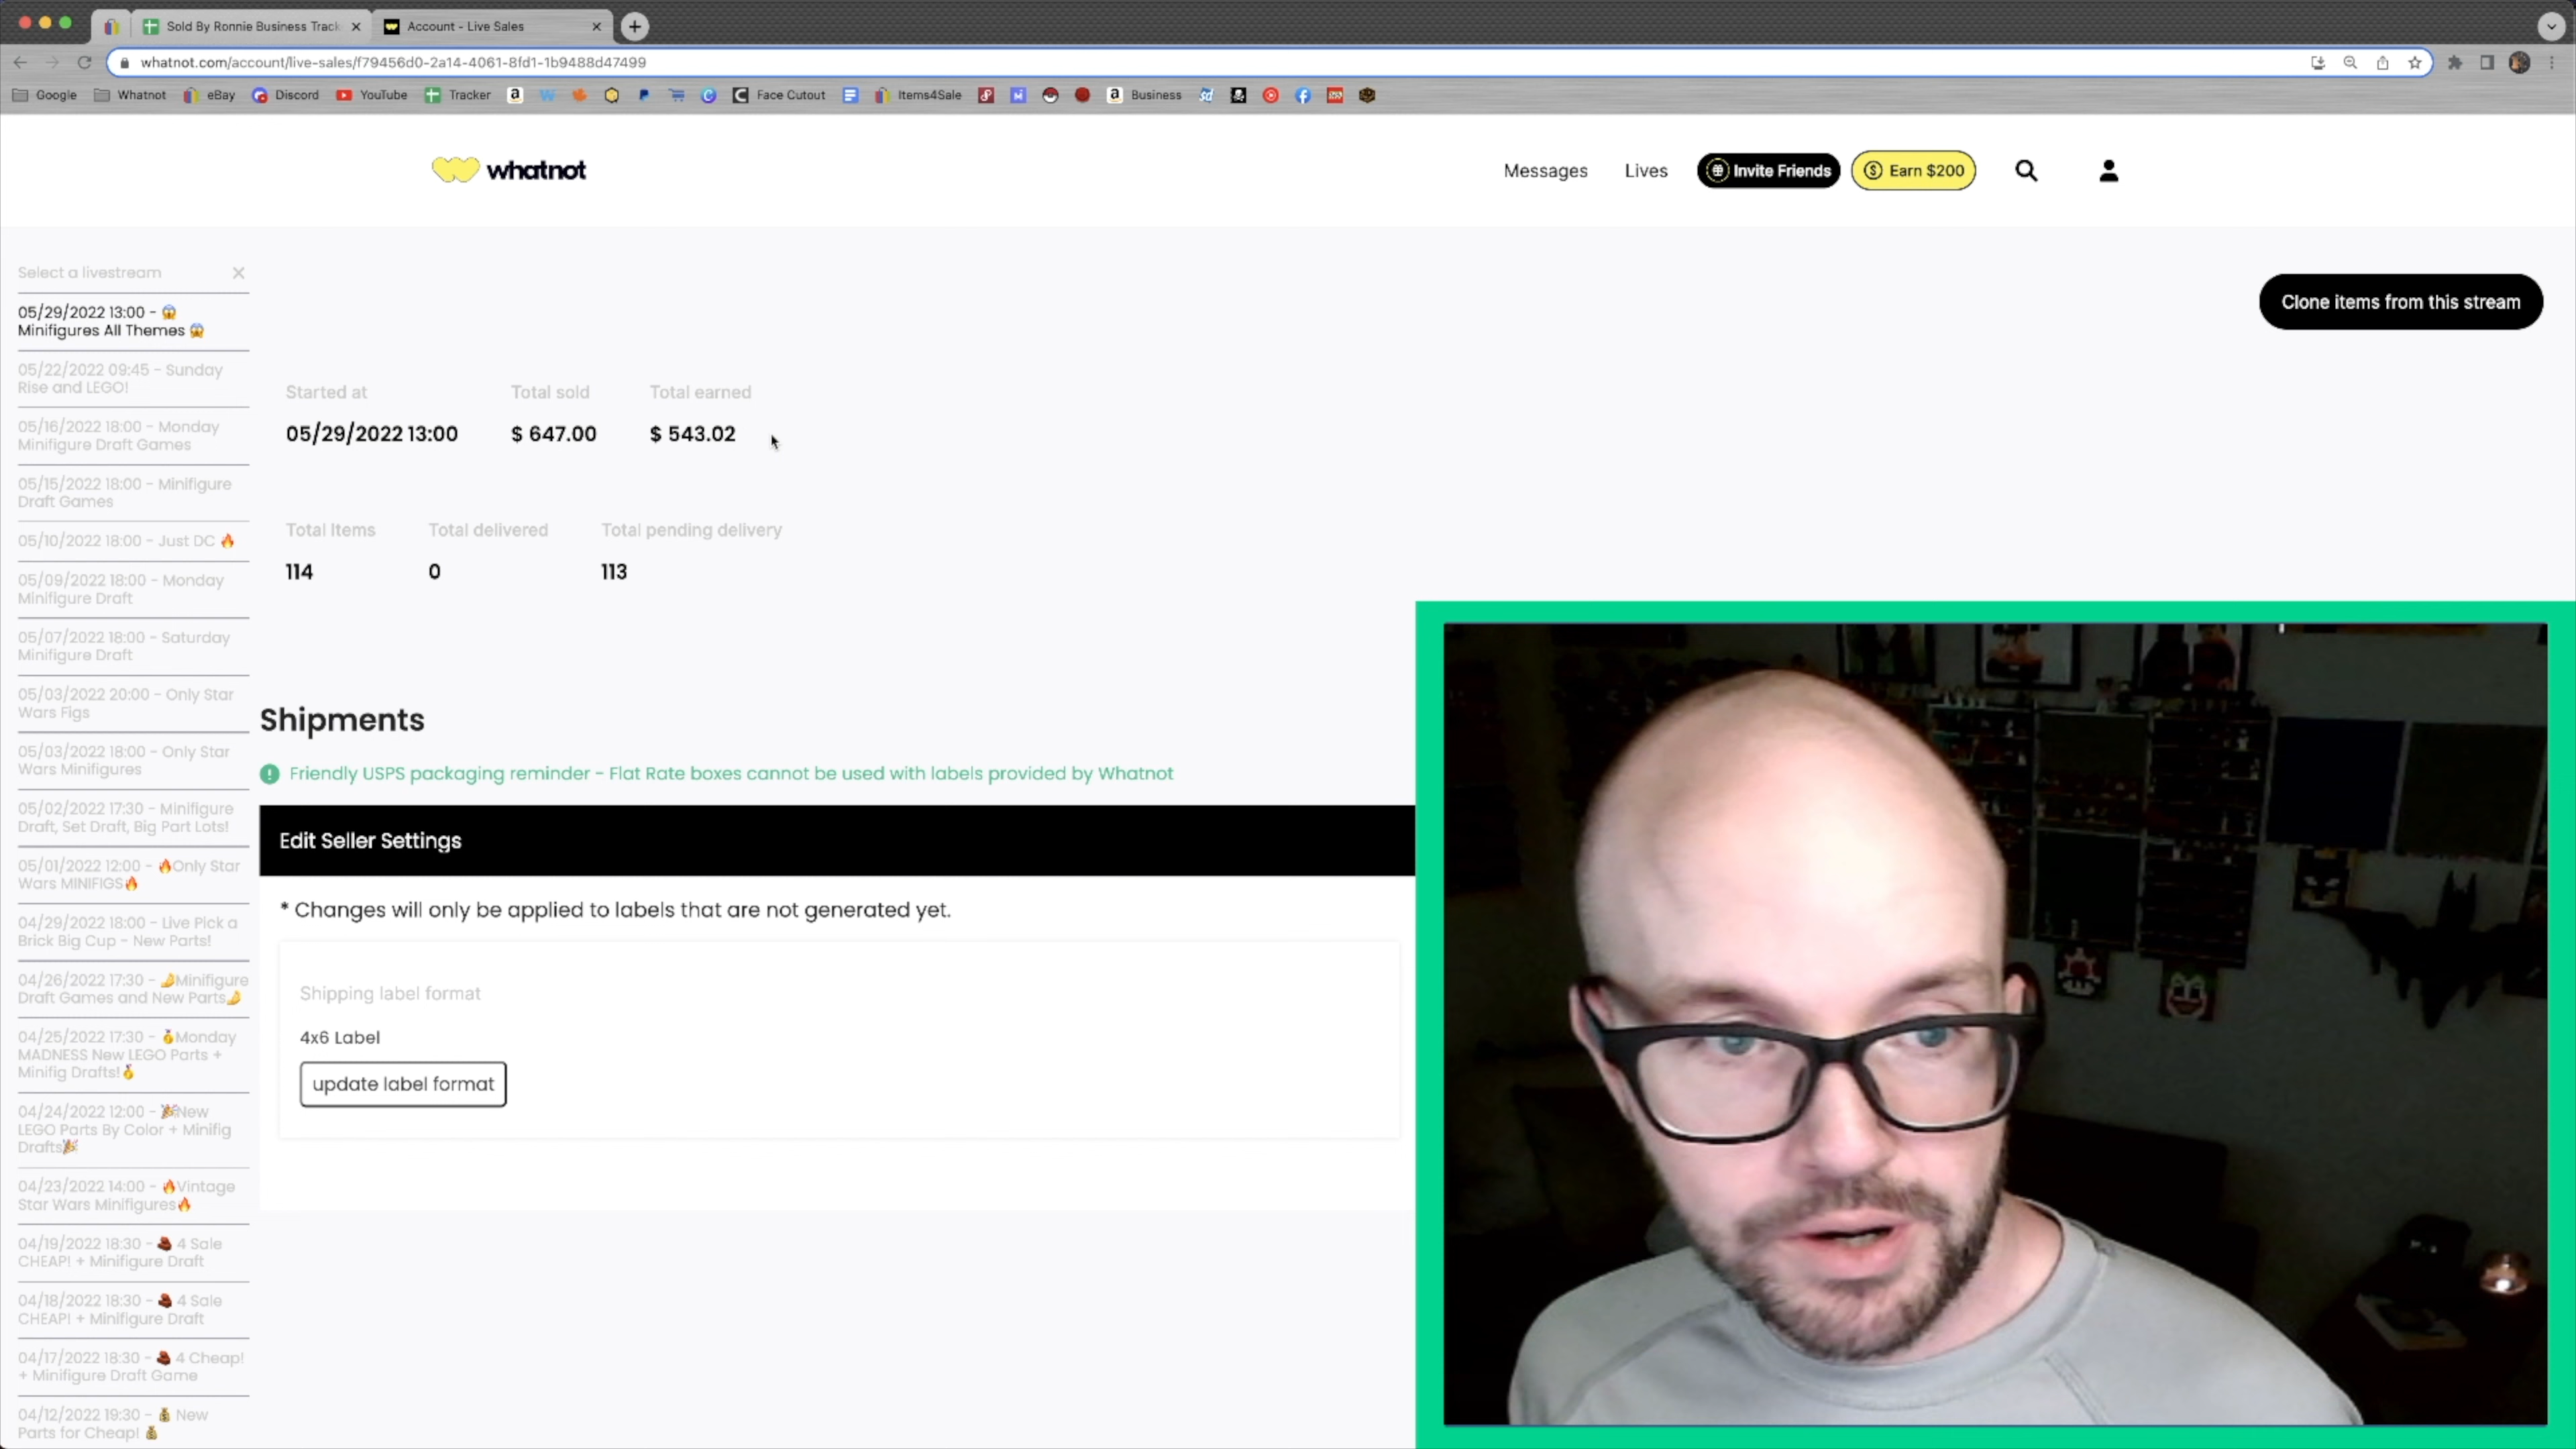 Sold By Ronnie Business Track
Account - Live Sales
whatnot.com/account/live-sales/f79456d0-2a14-4061-8fd1-1b9488d47499
Google Whatnot eBay Discord YouTube Tracker Face Cutout Items4Sale Business
whatnot
Messages Lives Invite Friends Earn $200
Select a livestream
05/29/2022 13:00 - 😱
Minifigures All Themes 😱
05/22/2022 09:45 - Sunday
Rise and LEGO!
05/16/2022 18:00 - Monday
Minifigure Draft Games
05/15/2022 18:00 - Minifigure
Draft Games
05/10/2022 18:00 - Just DC 🔥
05/09/2022 18:00 - Monday
Minifigure Draft
05/07/2022 18:00 - Saturday
Minifigure Draft
05/03/2022 20:00 - Only Star
Wars Figs
05/03/2022 18:00 - Only Star
Wars Minifigures
05/02/2022 17:30 - Minifigure
Draft, Set Draft, Big Part Lots!
05/01/2022 12:00 - 🔥Only Star
Wars MINIFIGS🔥
04/29/2022 18:00 - Live Pick a
Brick Big Cup - New Parts!
04/26/2022 17:30 - 🤌Minifigure
Draft Games and New Parts🤌
04/25/2022 17:30 - 🥇Monday
MADNESS New LEGO Parts +
Minifig Drafts!🥇
04/24/2022 12:00 - 🎉New
LEGO Parts By Color + Minifig
Drafts🎉
04/23/2022 14:00 - 🔥Vintage
Star Wars Minifigures🔥
04/19/2022 18:30 - 4 Sale
CHEAP! + Minifigure Draft
04/18/2022 18:30 - 4 Sale
CHEAP! + Minifigure Draft
04/17/2022 18:30 - 4 Cheap!
+ Minifigure Draft Game
04/12/2022 19:30 - 💰 New
Parts for Cheap! 💰
Clone items from this stream
Started at Total sold Total earned
05/29/2022 13:00 $ 647.00 $ 543.02
Total Items Total delivered Total pending delivery
114 0 113
Shipments
Friendly USPS packaging reminder - Flat Rate boxes cannot be used with labels provided by Whatnot
Edit Seller Settings
* Changes will only be applied to labels that are not generated yet.
Shipping label format
4x6 Label
update label format